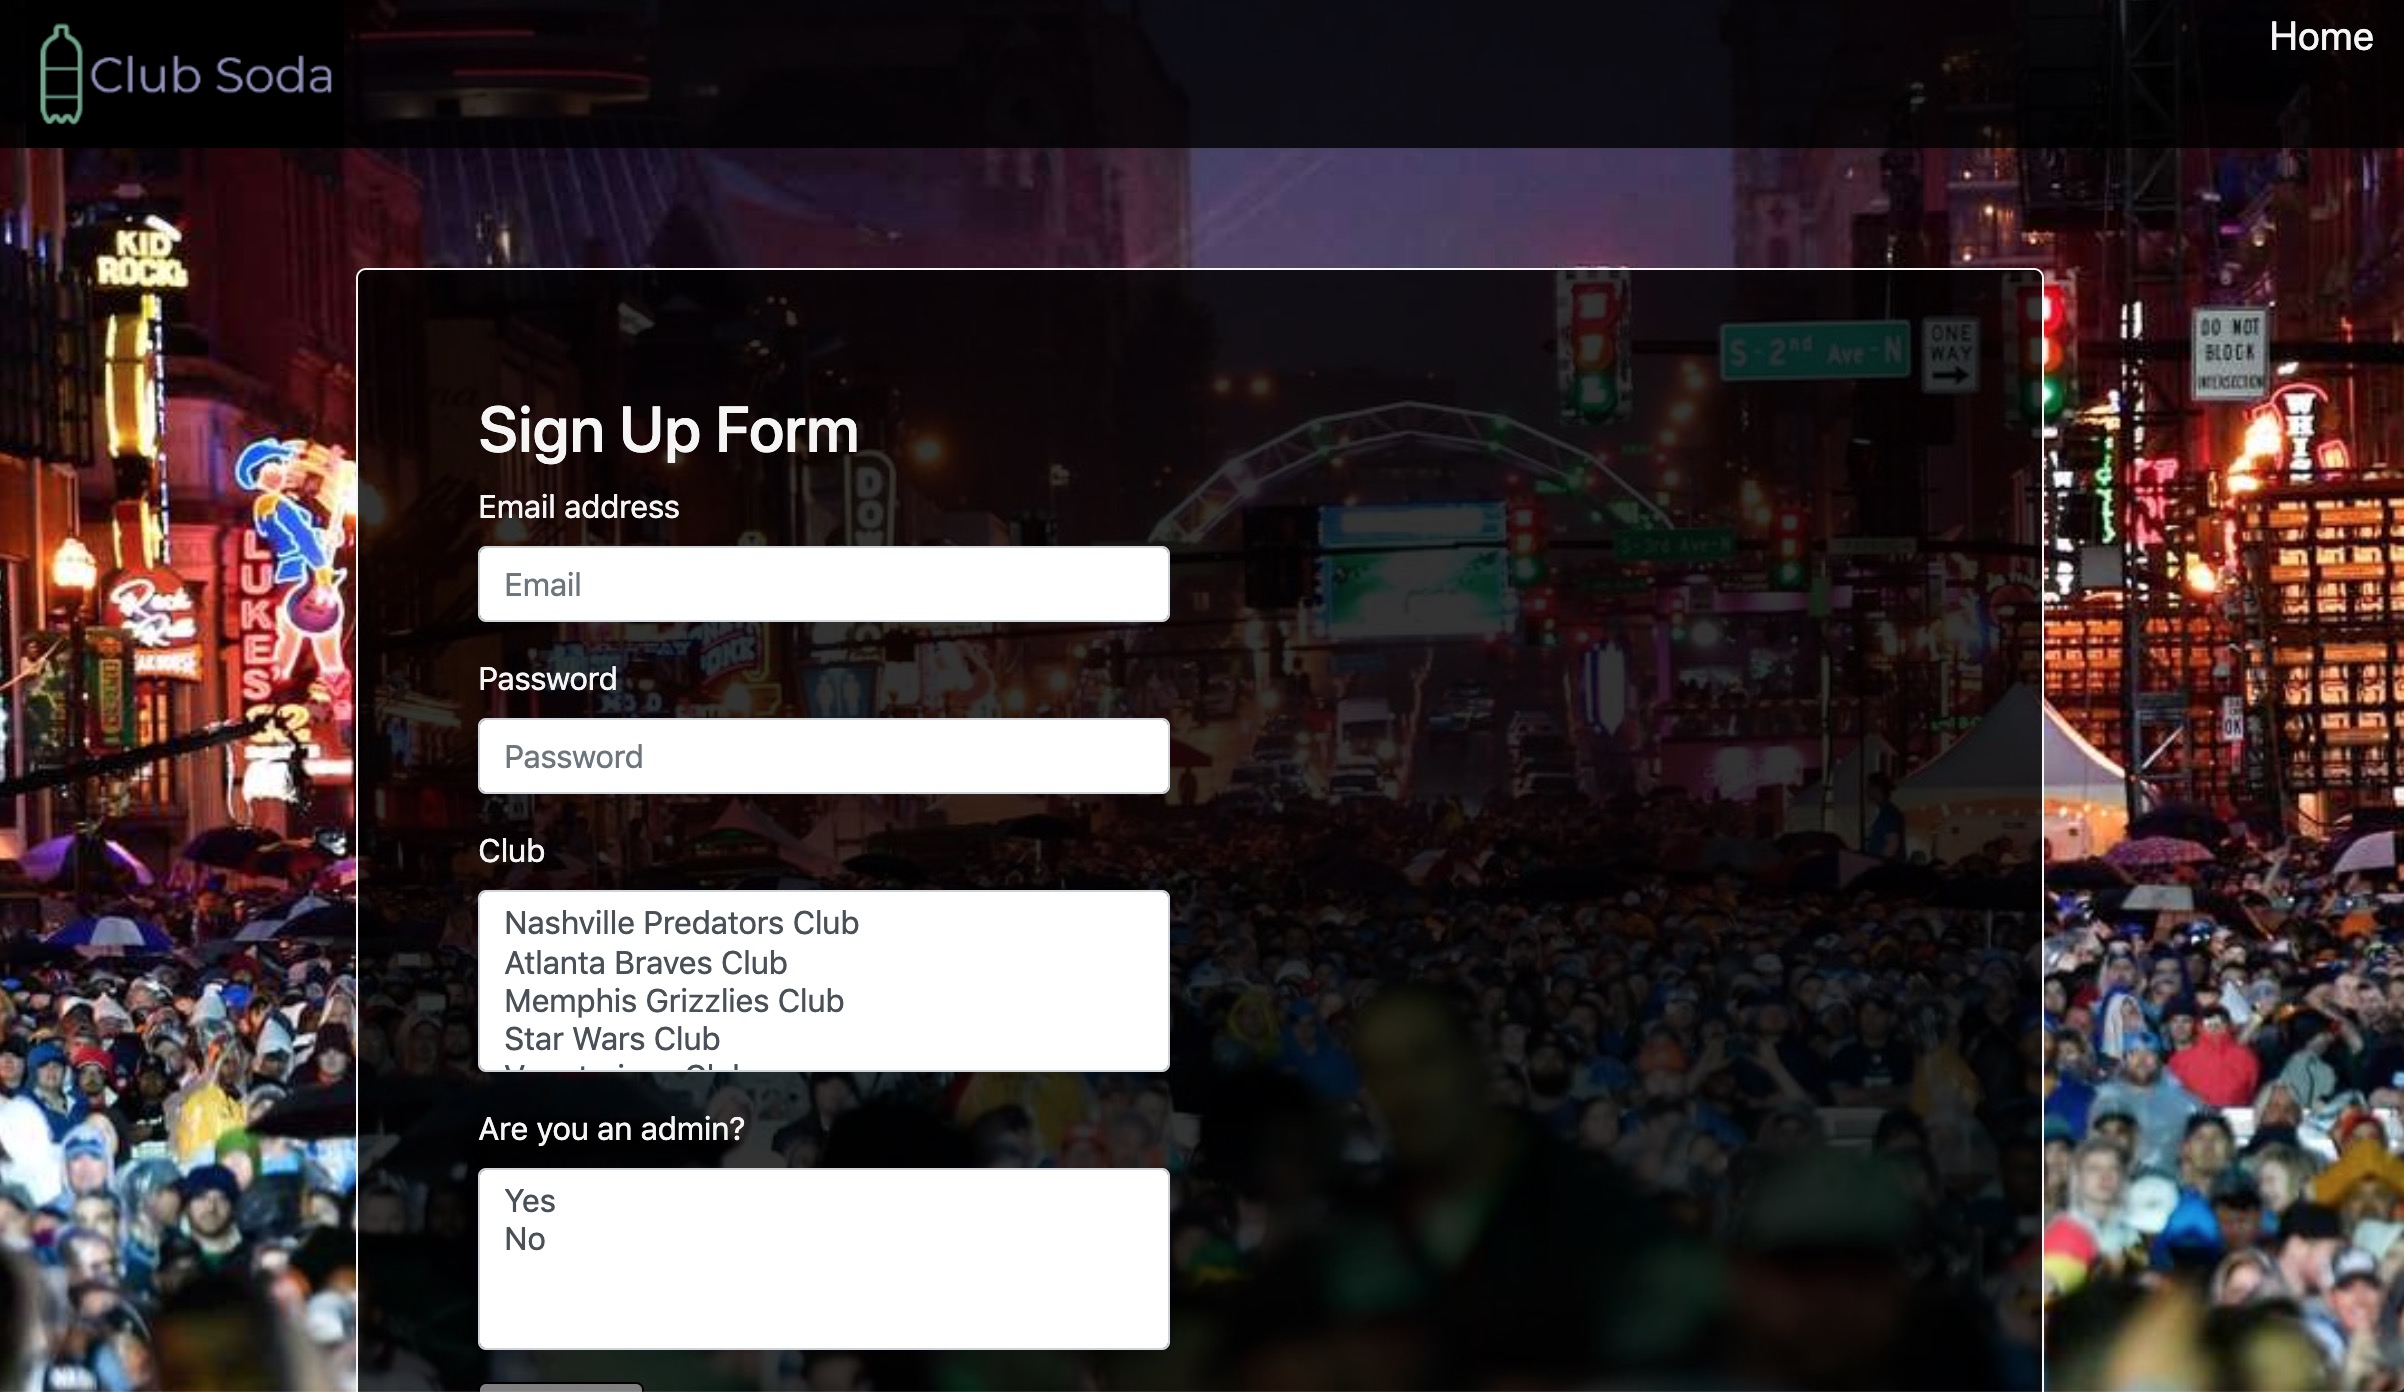 Club Soda
Home
KID
ROCK's
S 2nd Ave N
ONE
WAY
DO NOT
BLOCK
INTERSECTION
Sign Up Form
Email address
Email
LUKES
32
Rock
Password
Password
Club
Nashville Predators Club
Atlanta Braves Club
Memphis Grizzlies Club
Star Wars Club
Are you an admin?
Yes
No